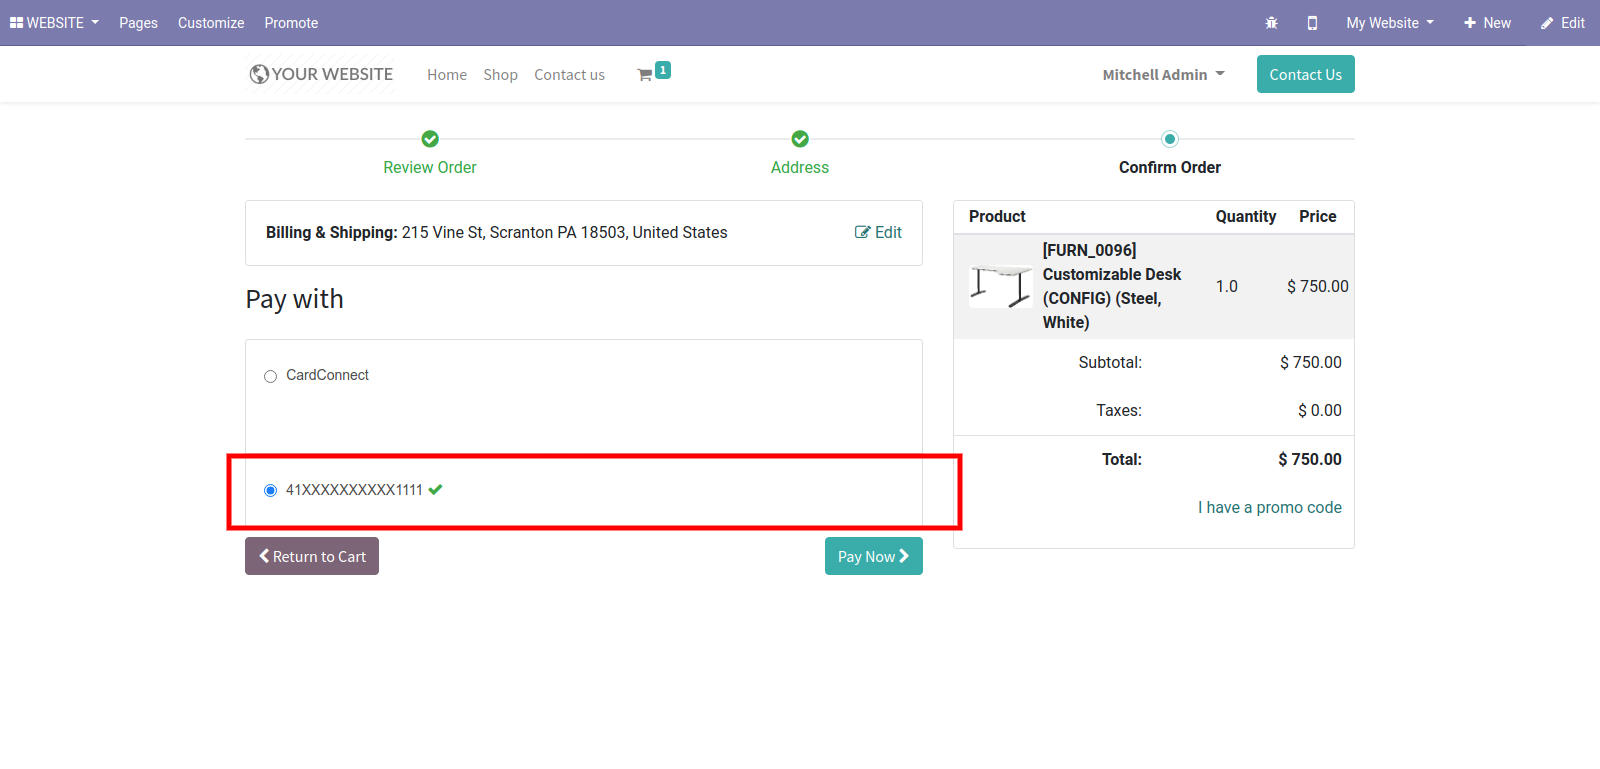 WEBSITE Pages Customize Promote My Website New Edit
YOUR WEBSITE Home Shop Contact us 1 Mitchell Admin Contact Us
Review Order Address Confirm Order
Billing & Shipping: 215 Vine St, Scranton PA 18503, United States Edit
Pay with
CardConnect
41XXXXXXXXXX1111
Return to Cart Pay Now
Product Quantity Price
[FURN_0096]
Customizable Desk
(CONFIG) (Steel,
White)
1.0 $ 750.00
Subtotal: $ 750.00
Taxes: $ 0.00
Total: $ 750.00
I have a promo code